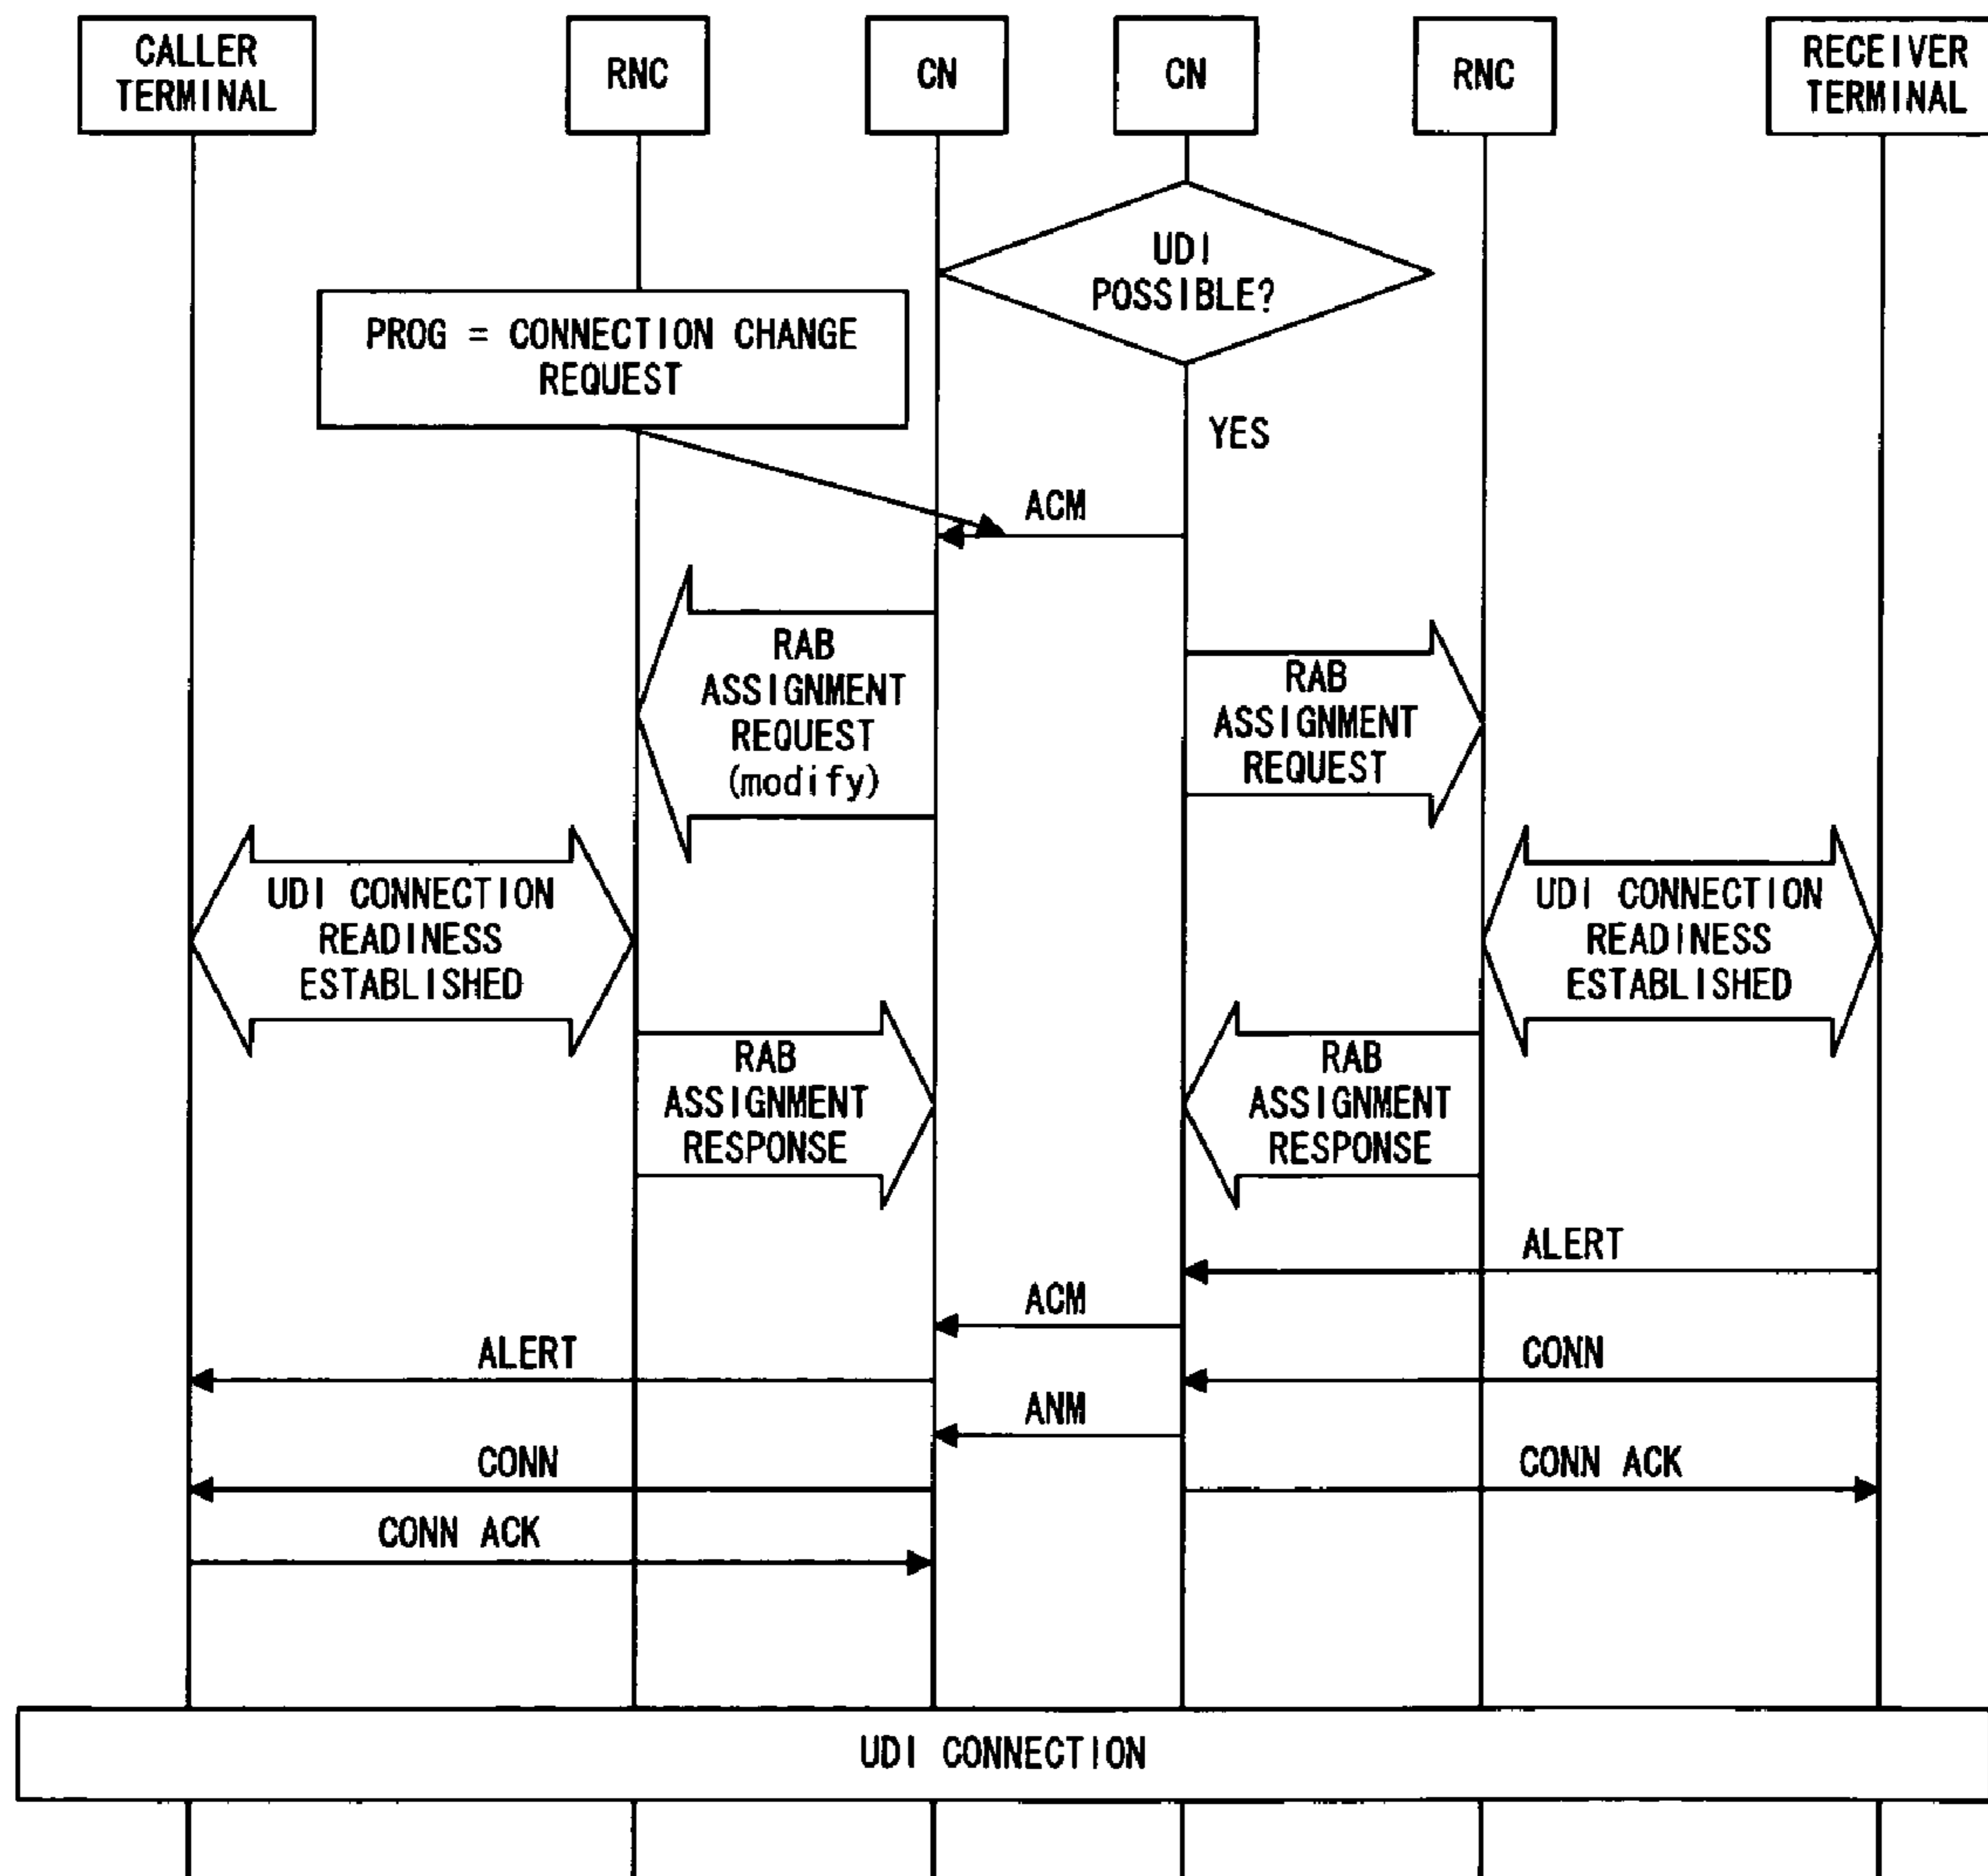 CALLER
TERMINAL
RNC
CN
CN
RNC
RECEIVER
TERMINAL
UDI
POSSIBLE?
PROG = CONNECTION CHANGE
REQUEST
YES
ACM
RAB
ASSIGNMENT
REQUEST
(modify)
RAB
ASSIGNMENT
REQUEST
UDI CONNECTION
READINESS
ESTABLISHED
UDI CONNECTION
READINESS
ESTABLISHED
RAB
ASSIGNMENT
RESPONSE
RAB
ASSIGNMENT
RESPONSE
ALERT
ACM
ALERT
CONN
ANM
CONN
CONN ACK
CONN ACK
UDI CONNECTION